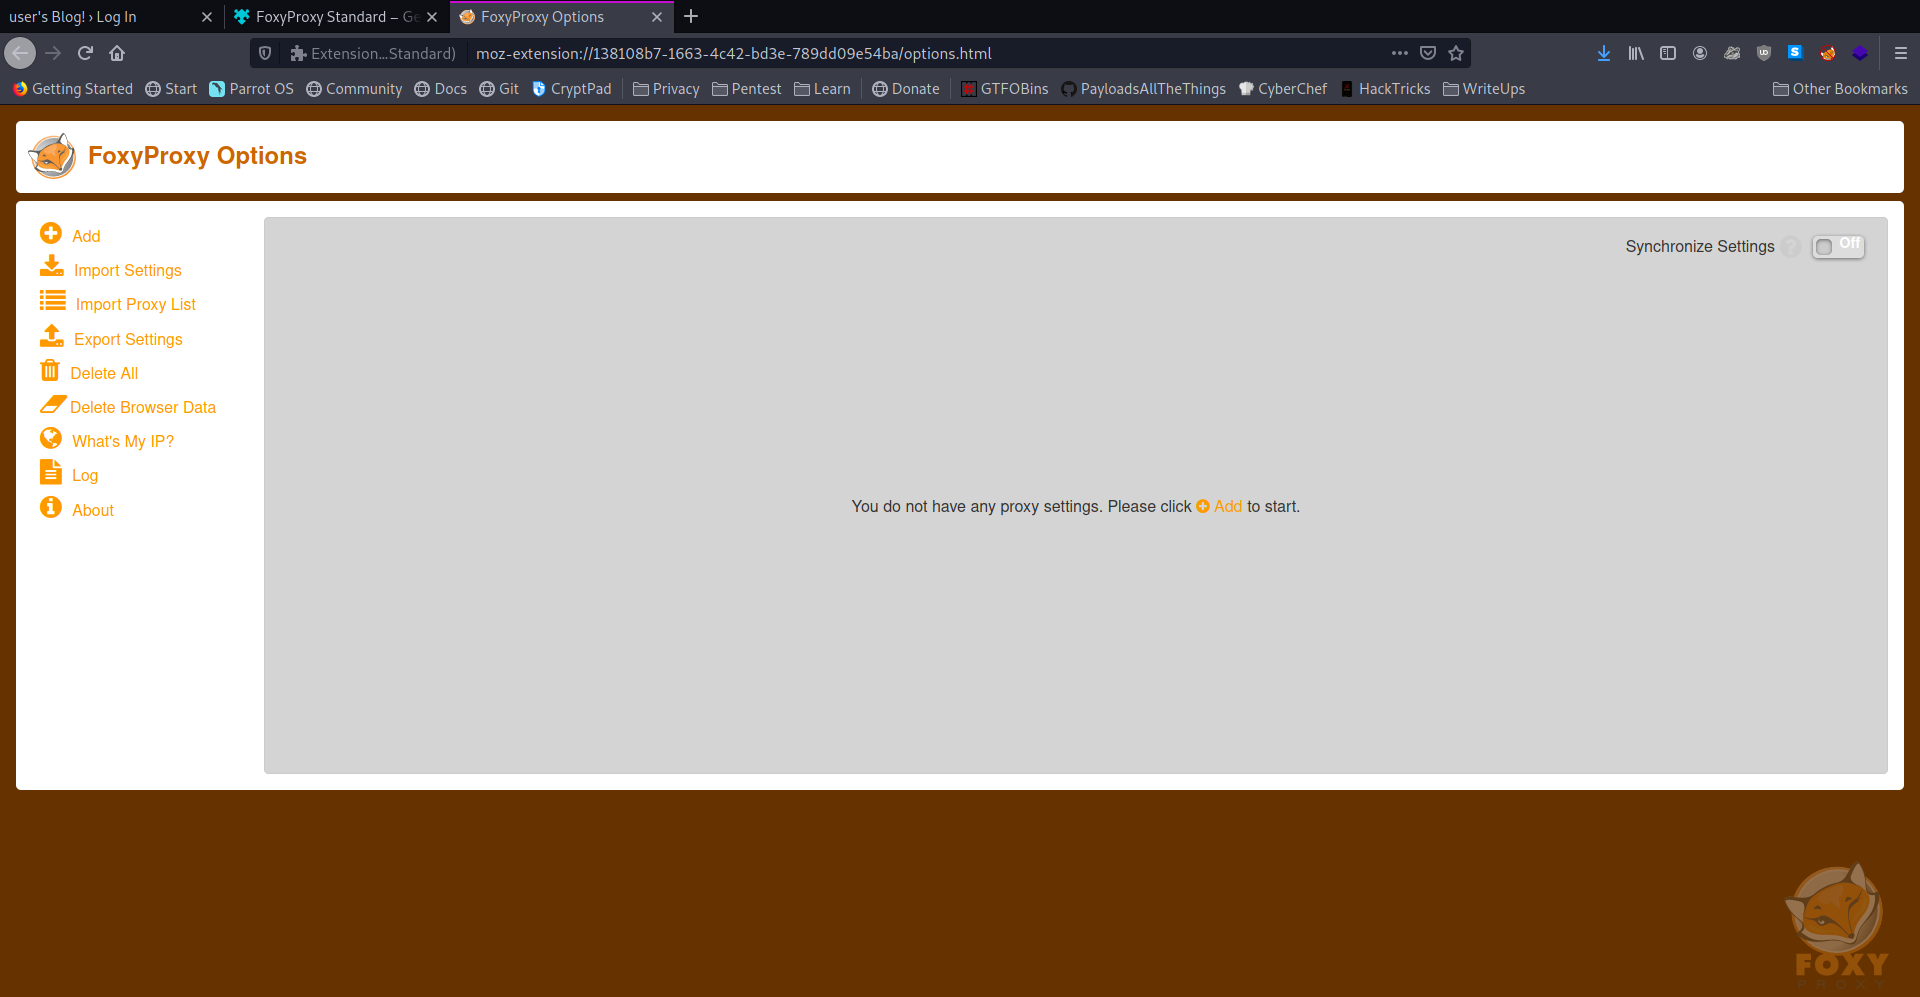 user's Blog! › Log In
FoxyProxy Standard – Ge
FoxyProxy Options
Extension...Standard)
moz-extension://138108b7-1663-4c42-bd3e-789dd09e54ba/options.html
Getting Started Start Parrot OS Community Docs Git CryptPad Privacy Pentest Learn Donate GTFOBins PayloadsAllTheThings CyberChef HackTricks WriteUps Other Bookmarks
FoxyProxy Options
Add
Import Settings
Import Proxy List
Export Settings
Delete All
Delete Browser Data
What's My IP?
Log
About
Synchronize Settings ? Off
You do not have any proxy settings. Please click Add to start.
FOXY
PROXY